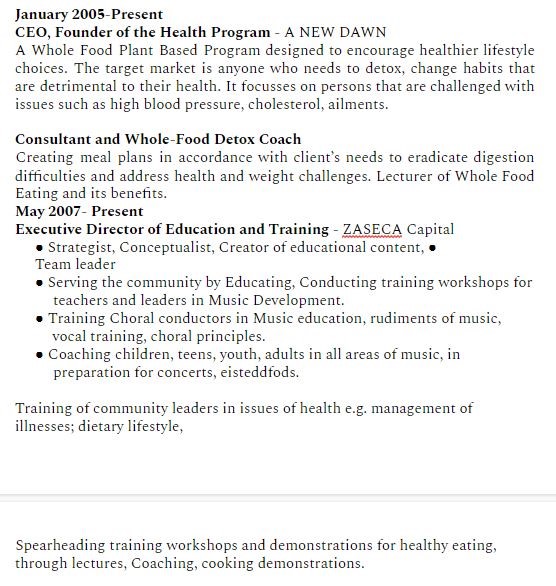 January 2005-Present
CEO, Founder of the Health Program - A NEW DAWN
A Whole Food Plant Based Program designed to encourage healthier lifestyle
choices. The target market is anyone who needs to detox, change habits that
are detrimental to their health. It focusses on persons that are challenged with
issues such as high blood pressure, cholesterol, ailments.
Consultant and Whole-Food Detox Coach
Creating meal plans in accordance with client's needs to eradicate digestion
difficulties and address health and weight challenges. Lecturer of Whole Food
Eating and its benefits.
May 2007- Present
Executive Director of Education and Training - ZASECA Capital
● Strategist, Conceptualist, Creator of educational content, ●
Team leader
● Serving the community by Educating, Conducting training workshops for
teachers and leaders in Music Development.
● Training Choral conductors in Music education, rudiments of music,
vocal training, choral principles.
● Coaching children, teens, youth, adults in all areas of music, in
preparation for concerts, eisteddfods.
Training of community leaders in issues of health e.g. management of
illnesses; dietary lifestyle,
Spearheading training workshops and demonstrations for healthy eating,
through lectures, Coaching, cooking demonstrations.